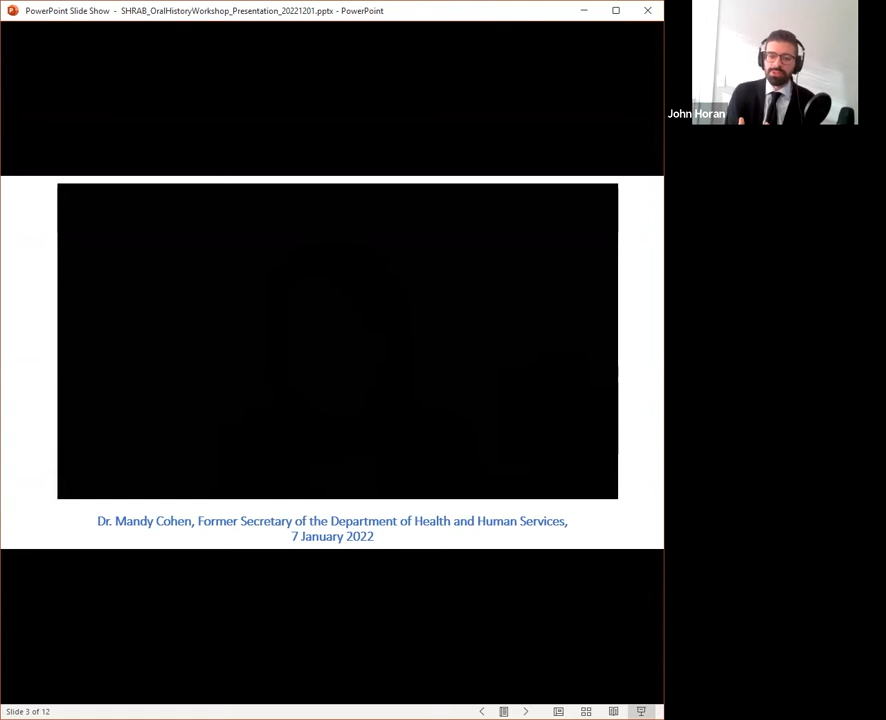 PowerPoint Slide Show - SHRAB_OralHistoryWorkshop_Presentation_20221201.pptx - PowerPoint
John Horan
Dr. Mandy Cohen, Former Secretary of the Department of Health and Human Services,
7 January 2022
Slide 3 of 12